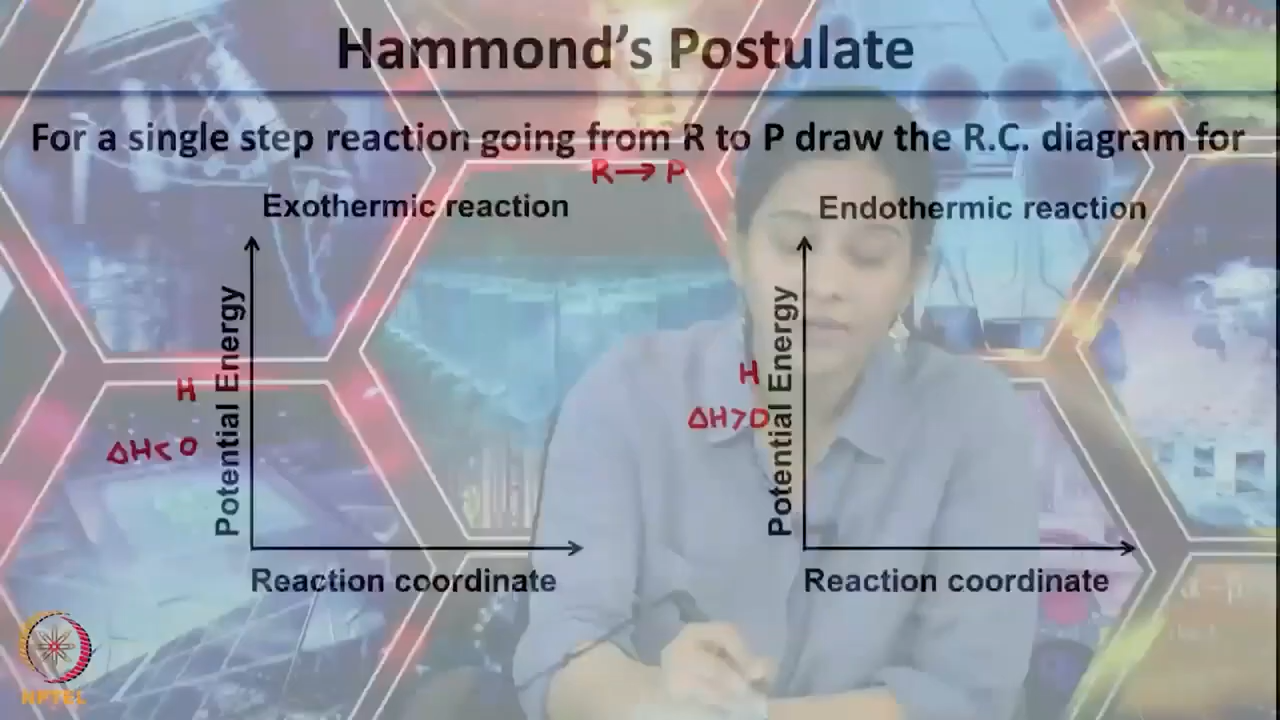 Hammond's Postulate
For a single step reaction going from R to P draw the R.C. diagram for
R→P
Exothermic reaction
Endothermic reaction
Potential Energy
H
ΔH<0
Reaction coordinate
Potential Energy
H
ΔH>0
Reaction coordinate
NPTEL